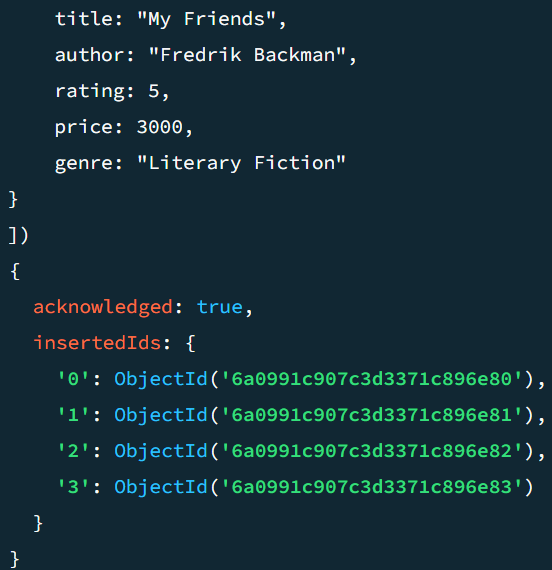 title: "My Friends",
author: "Fredrik Backman",
rating: 5,
price: 3000,
genre: "Literary Fiction"
}
])
{
acknowledged: true,
insertedIds: {
'0': ObjectId('6a0991c907c3d3371c896e80'),
'1': ObjectId('6a0991c907c3d3371c896e81'),
'2': ObjectId('6a0991c907c3d3371c896e82'),
'3': ObjectId('6a0991c907c3d3371c896e83')
}
}